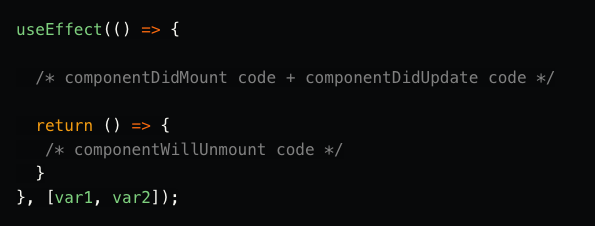 useEffect(() => {
/* componentDidMount code + componentDidUpdate code */
return () => {
/* componentWillUnmount code */
}
}, [var1, var2]);